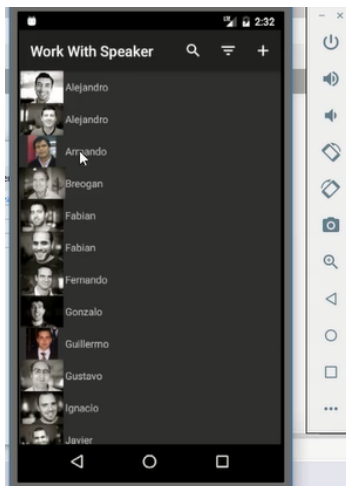 2:32
Work With Speaker
Alejandro
Alejandro
Armando
Breogan
Fabian
Fabian
Fernando
Gonzalo
Guillermo
Gustavo
Ignacio
Javier